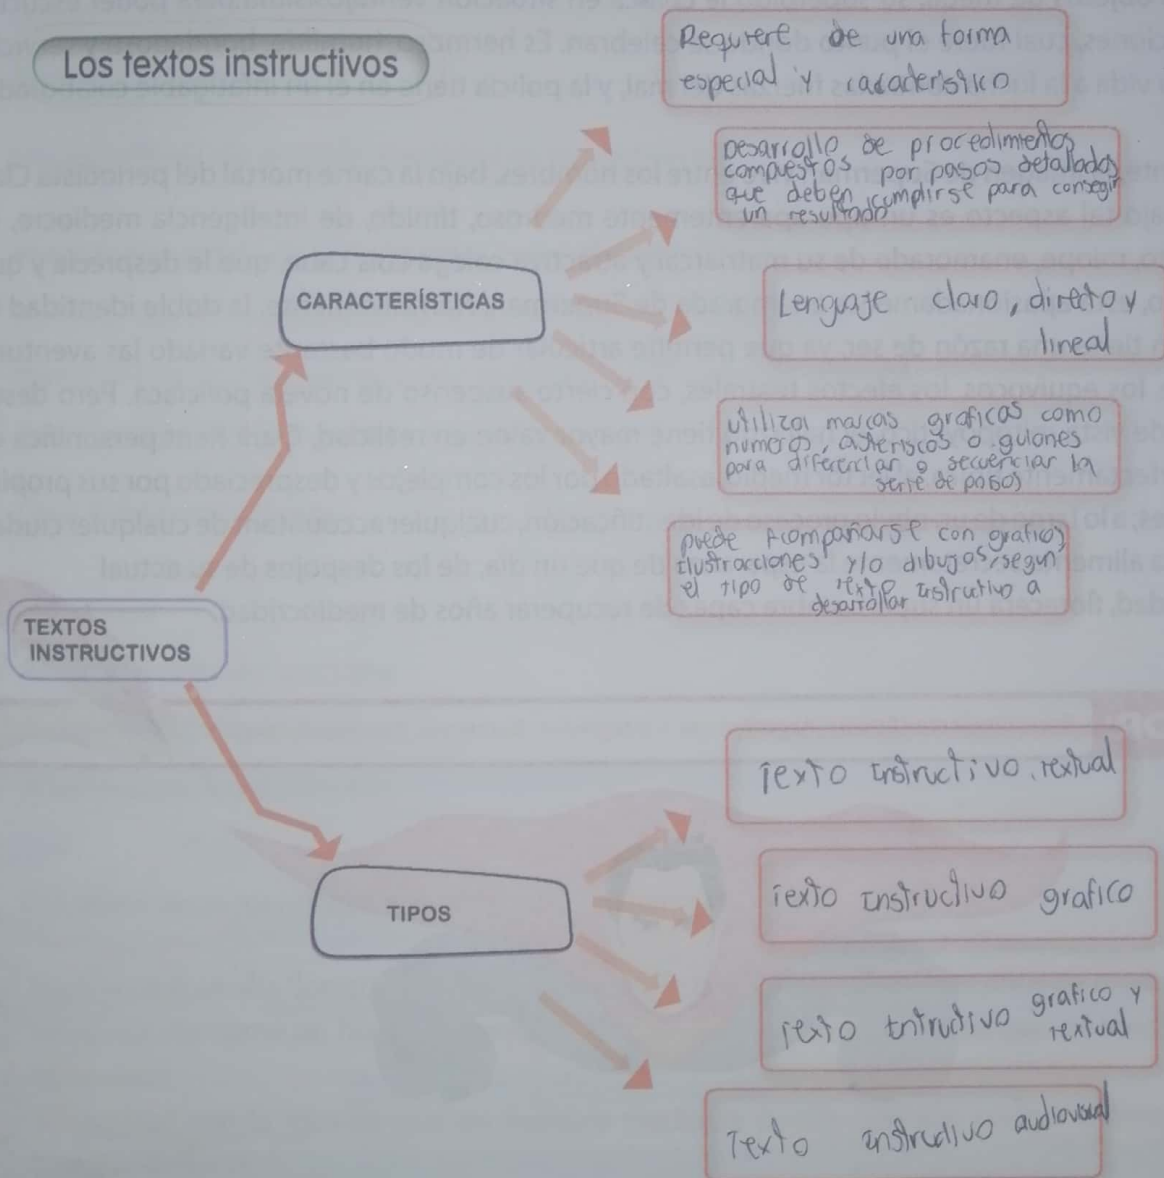 Los textos instructivos
Requiere de una forma
especial y característico
Desarrollo de procedimientos
compuestos por pasos detallados
que deben cumplirse para conseguir
un resultado
CARACTERÍSTICAS
Lenguaje claro, directo y
lineal
utiliza marcas graficas como
numeros, asteriscos o guiones
para diferenciar o secuenciar la
serie de pasos
puede Acompañarse con graficos
ilustracciones y/o dibujos, segun
el tipo de texto instructivo a
desarrollar
TEXTOS
INSTRUCTIVOS
Texto instructivo textual
Texto instructivo grafico
TIPOS
Texto intructivo grafico y
textual
Texto instructivo audiovisual